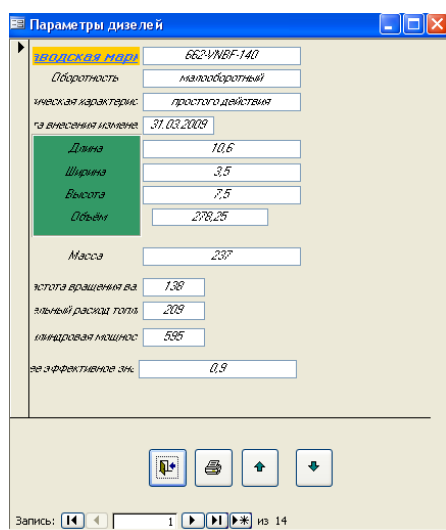 Параметры дизелей
аводская мар 662-VNBF-140
Оборотность малооборотный
ическая характерис простого действия
та внесения измене 31.03.2009
Длина 10,6
Ширина 3,5
Высота 7,5
Объём 278,25
Масса 237
астота вращения ва 138
ельный расход топл 209
илиндровая мощнос 595
ее эффективное зн 0,9
Запись: 1 из 14